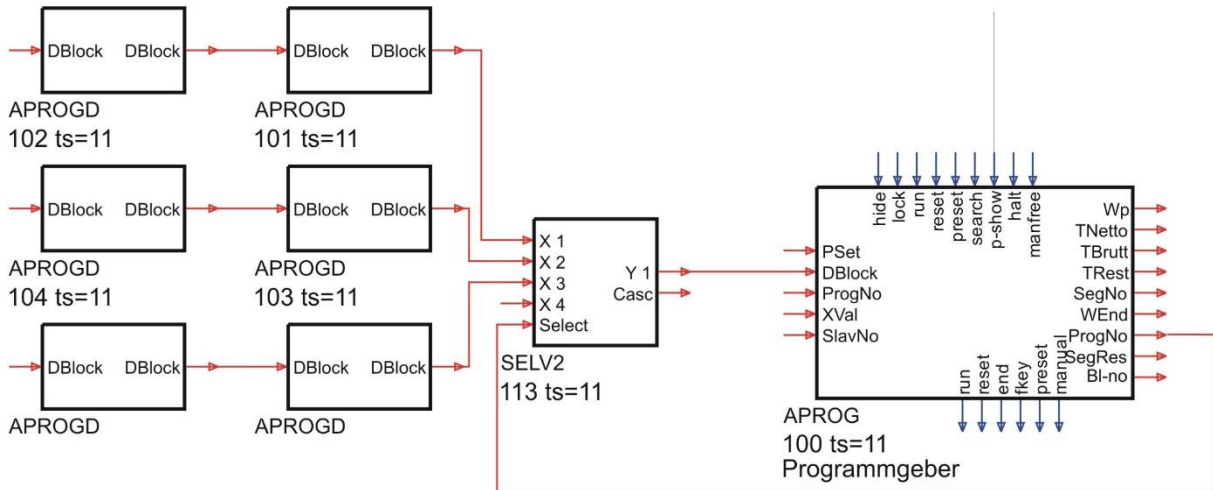 DBlock DBlock
APROGD
102 ts=11
DBlock DBlock
APROGD
101 ts=11
DBlock DBlock
APROGD
104 ts=11
DBlock DBlock
APROGD
103 ts=11
DBlock DBlock
APROGD
DBlock DBlock
APROGD
X 1
X 2
X 3
X 4
Select
Y 1
Casc
SELV2
113 ts=11
hide
lock
run
reset
preset
search
p-show
halt
manfree
PSet
DBlock
ProgNo
XVal
SlavNo
Wp
TNetto
TBrutt
TRest
SegNo
WEnd
ProgNo
SegRes
Bl-no
run
reset
end
fkey
preset
manual
APROG
100 ts=11
Programmgeber